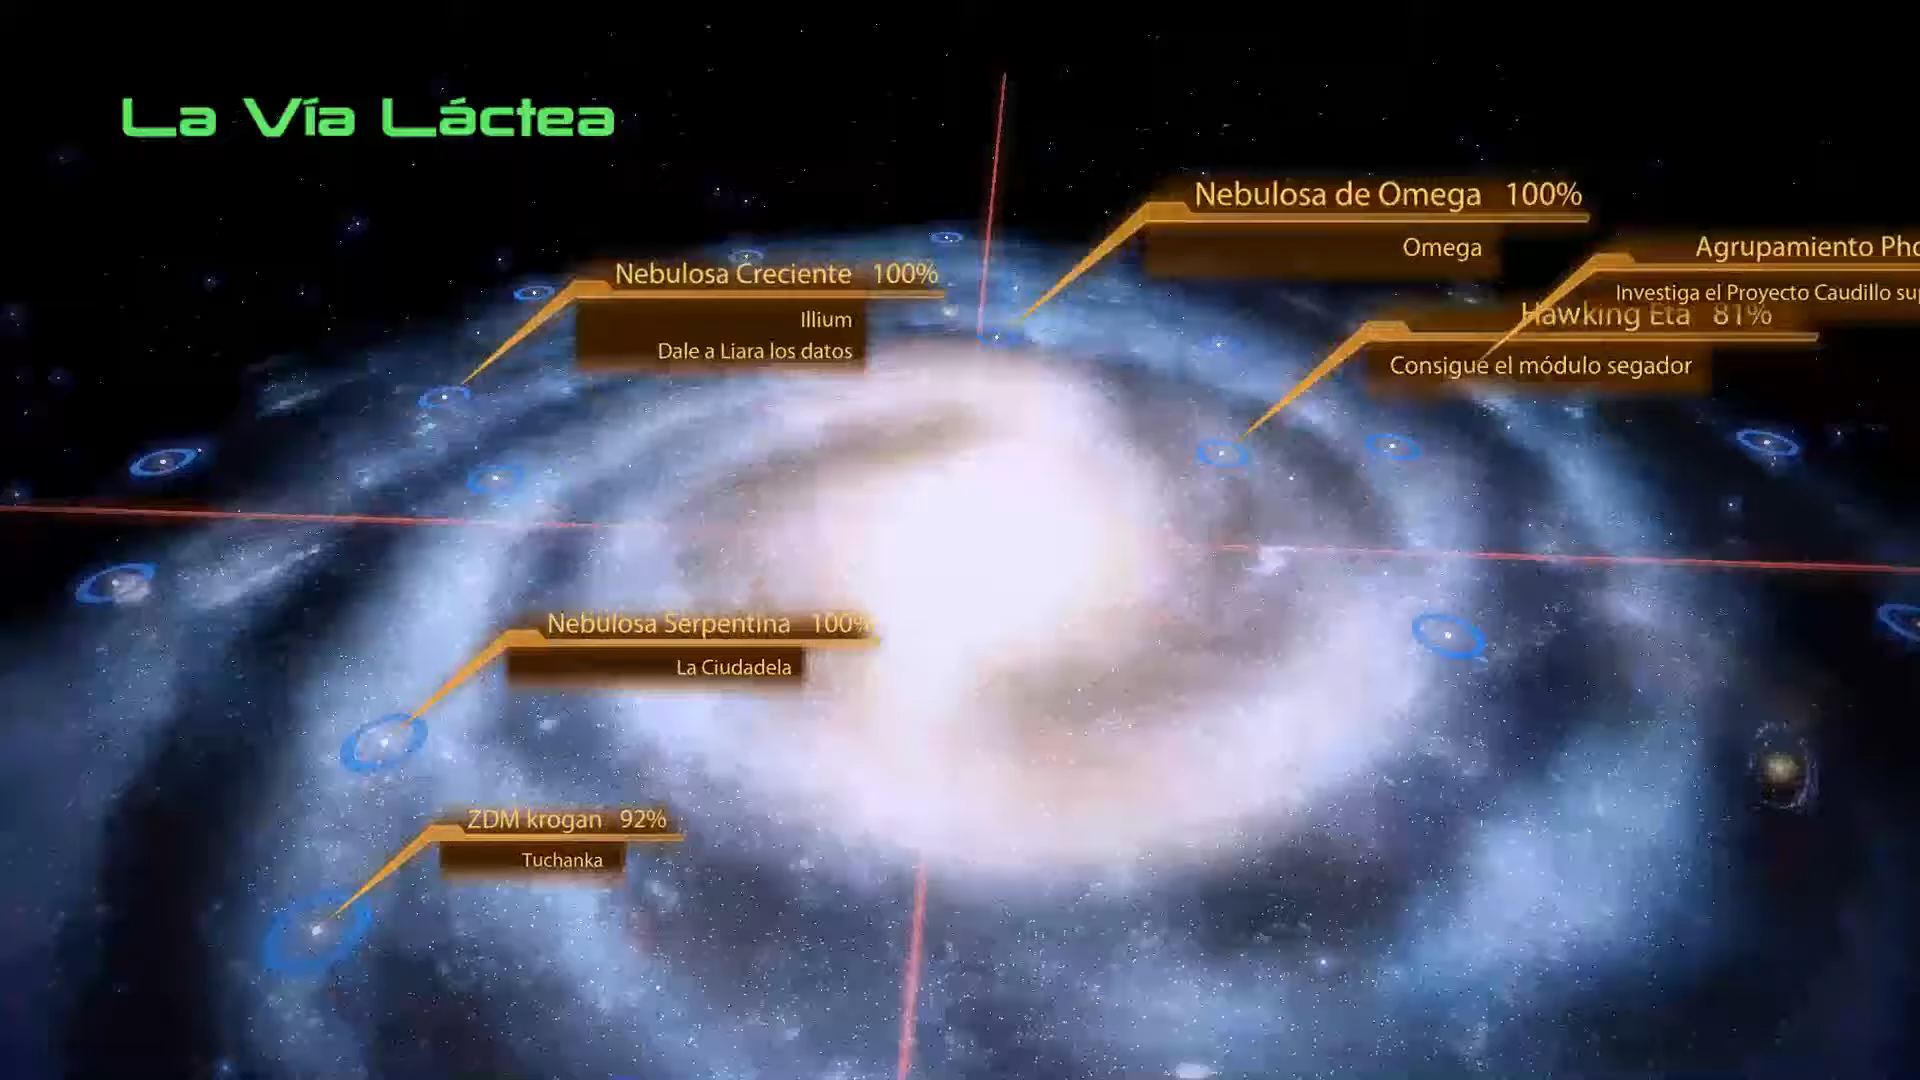 La Vía Láctea
Nebulosa de Omega 100%
Omega
Agrupamiento
Investiga el Proyecto Caudillo
Nebulosa Creciente 100%
Illium
Dale a Liara los datos
Hawking Eta 81%
Consigue el módulo segador
Nebulosa Serpentina 100%
La Ciudadela
ZDM krogan 92%
Tuchanka